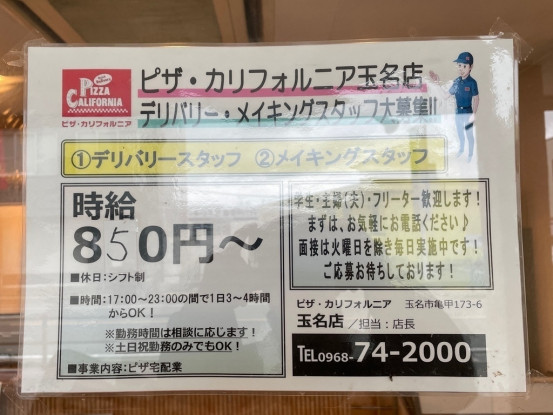 PIZZA
CALIFORNIA
ピザ・カリフォルニア
ピザ・カリフォルニア玉名店
デリバリー・メイキングスタッフ大募集!!
①デリバリースタッフ ②メイキングスタッフ
時給
850円～
■休日：シフト制
■時間：17:00～23:00の間で1日3～4時間
からOK！
※勤務時間は相談に応じます！
※土日祝勤務のみでもOK！
■事業内容：ピザ宅配業
学生・主婦(夫)・フリーター歓迎します！
まずは、お気軽にお電話ください♪
面接は火曜日を除き毎日実施中です！
ご応募お待ちしております！
ピザ・カリフォルニア 玉名市亀甲173-6
玉名店／担当：店長
TEL0968-74-2000